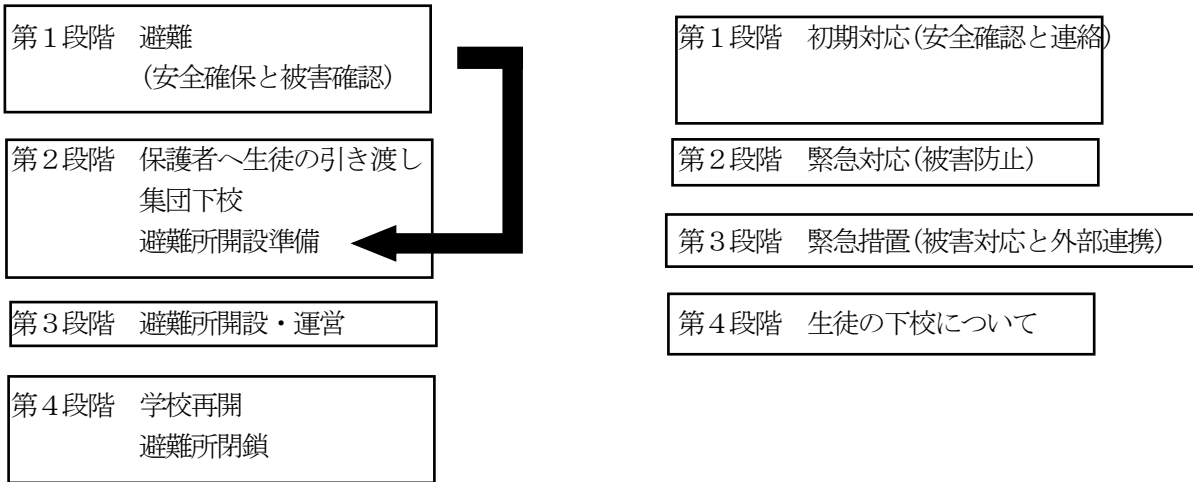 第１段階　避難
(安全確保と被害確認)
第２段階　保護者へ生徒の引き渡し
集団下校
避難所開設準備
第３段階　避難所開設・運営
第４段階　学校再開
避難所閉鎖
第１段階　初期対応(安全確認と連絡)
第２段階　緊急対応(被害防止)
第３段階　緊急措置(被害対応と外部連携)
第４段階　生徒の下校について